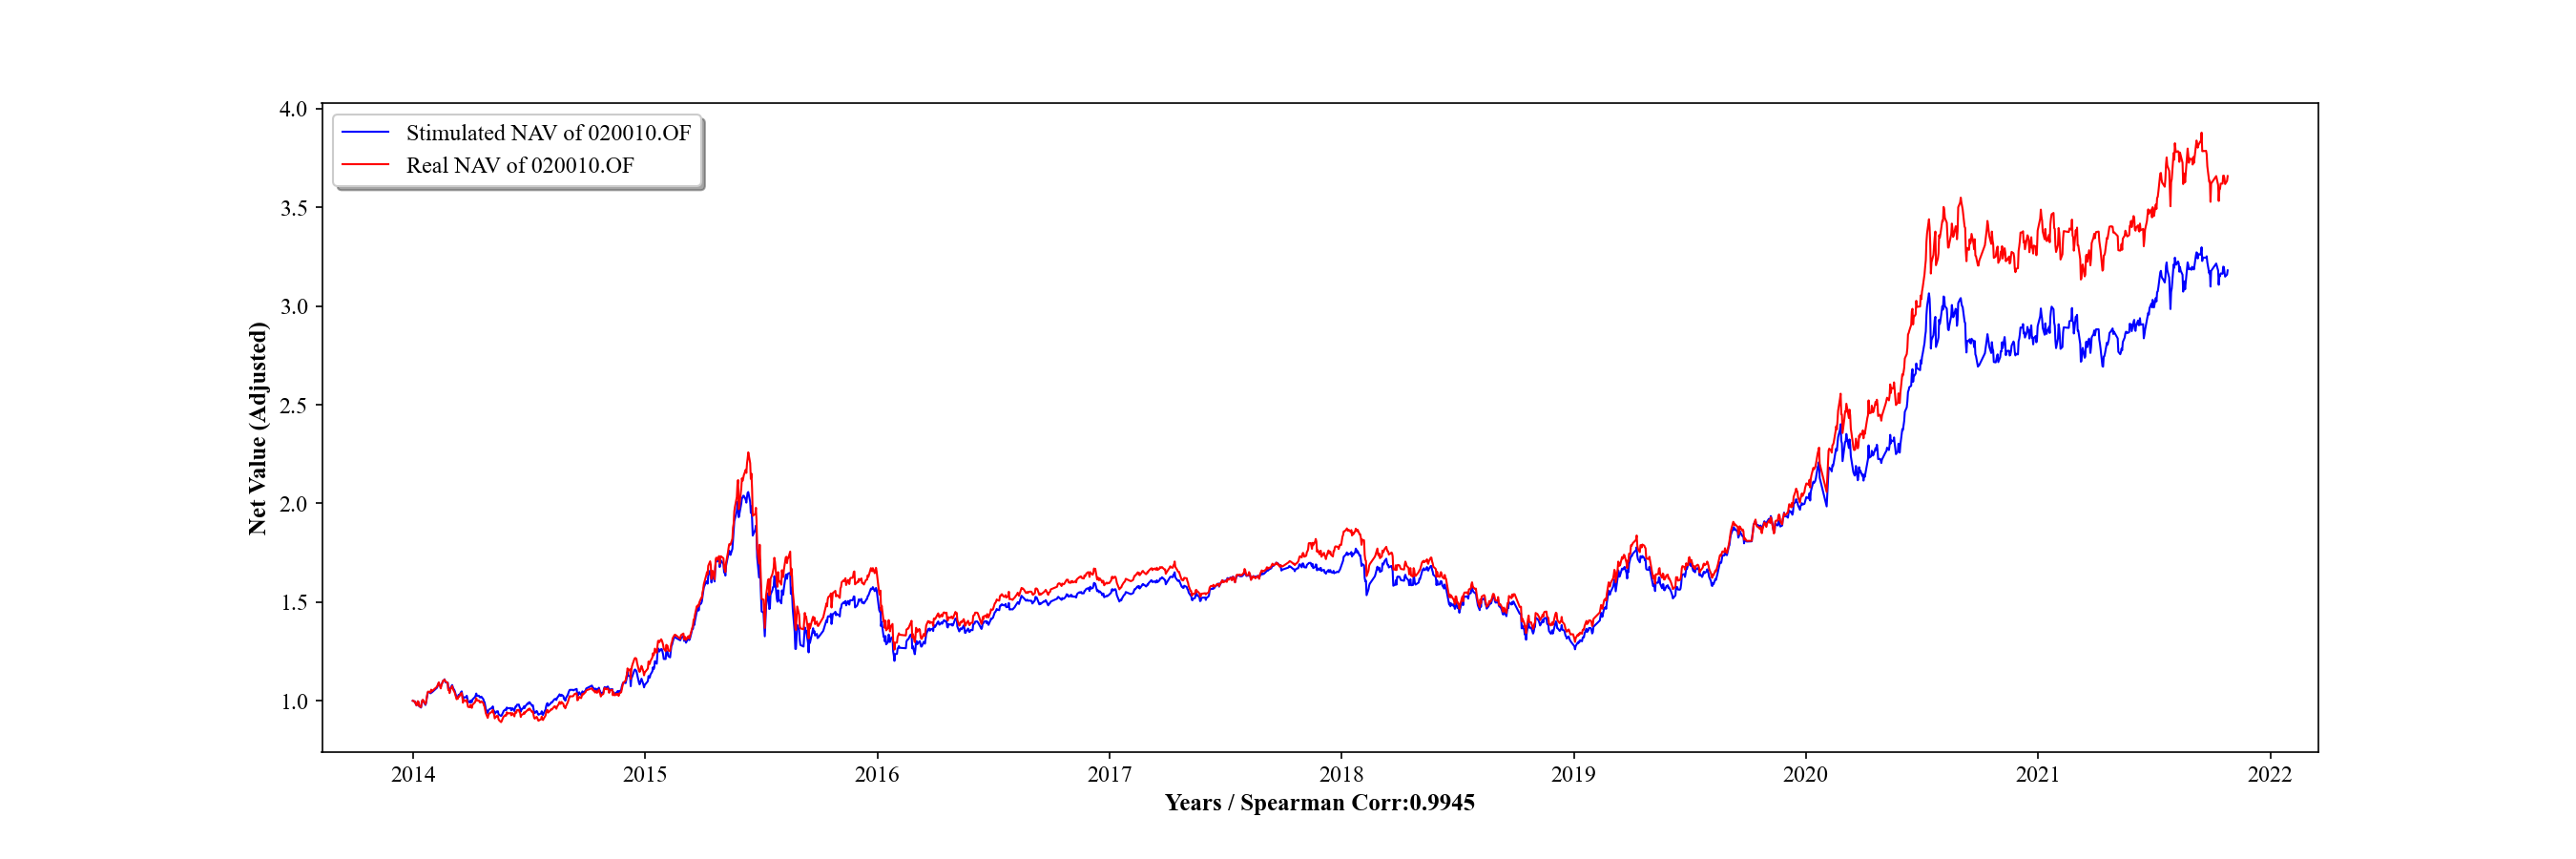 Stimulated NAV of 020010.OF
Real NAV of 020010.OF
Net Value (Adjusted)
4.0
3.5
3.0
2.5
2.0
1.5
1.0
2014 2015 2016 2017 2018 2019 2020 2021 2022
Years / Spearman Corr:0.9945